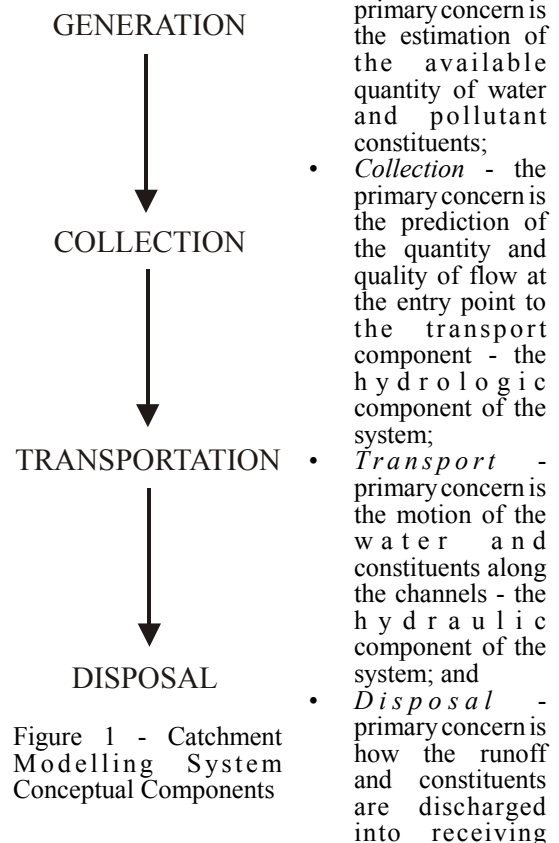 GENERATION
COLLECTION
TRANSPORTATION
DISPOSAL
Figure 1 - Catchment
Modelling System
Conceptual Components
primary concern is
the estimation of
the available
quantity of water
and pollutant
constituents;
• Collection - the
primary concern is
the prediction of
the quantity and
quality of flow at
the entry point to
the transport
component - the
hydrologic
component of the
system;
• Transport -
primary concern is
the motion of the
water and
constituents along
the channels - the
hydraulic
component of the
system; and
• Disposal -
primary concern is
how the runoff
and constituents
are discharged
into receiving